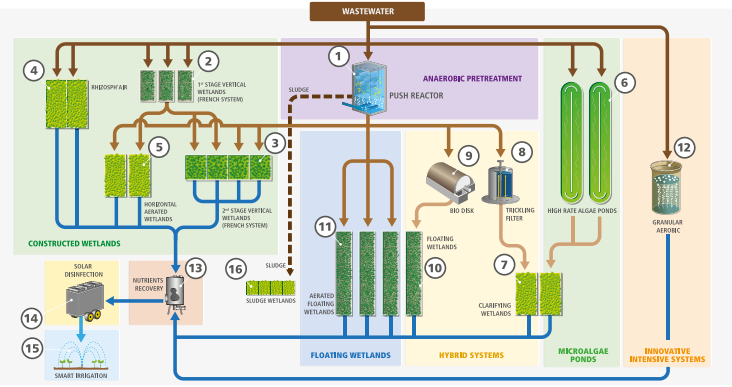 WASTEWATER
1
2
3
4
5
6
7
8
9
10
11
12
13
14
15
16
RHIZOSPH'AIR
1ST STAGE VERTICAL
WETLANDS
(FRENCH SYSTEM)
SLUDGE
ANAEROBIC PRETREATMENT
PUSH REACTOR
HORIZONTAL
AERATED
WETLANDS
2ND STAGE VERTICAL
WETLANDS
(FRENCH SYSTEM)
CONSTRUCTED WETLANDS
BIO DISK
TRICKLING
FILTER
HIGH RATE ALGAE PONDS
GRANULAR
AEROBIC
FLOATING
WETLANDS
SOLAR
DISINFECTION
NUTRIENTS
RECOVERY
SLUDGE
SLUDGE WETLANDS
AERATED
FLOATING
WETLANDS
CLARIFYING
WETLANDS
SMART IRRIGATION
FLOATING WETLANDS
HYBRID SYSTEMS
MICROALGAE
PONDS
INNOVATIVE
INTENSIVE SYSTEMS